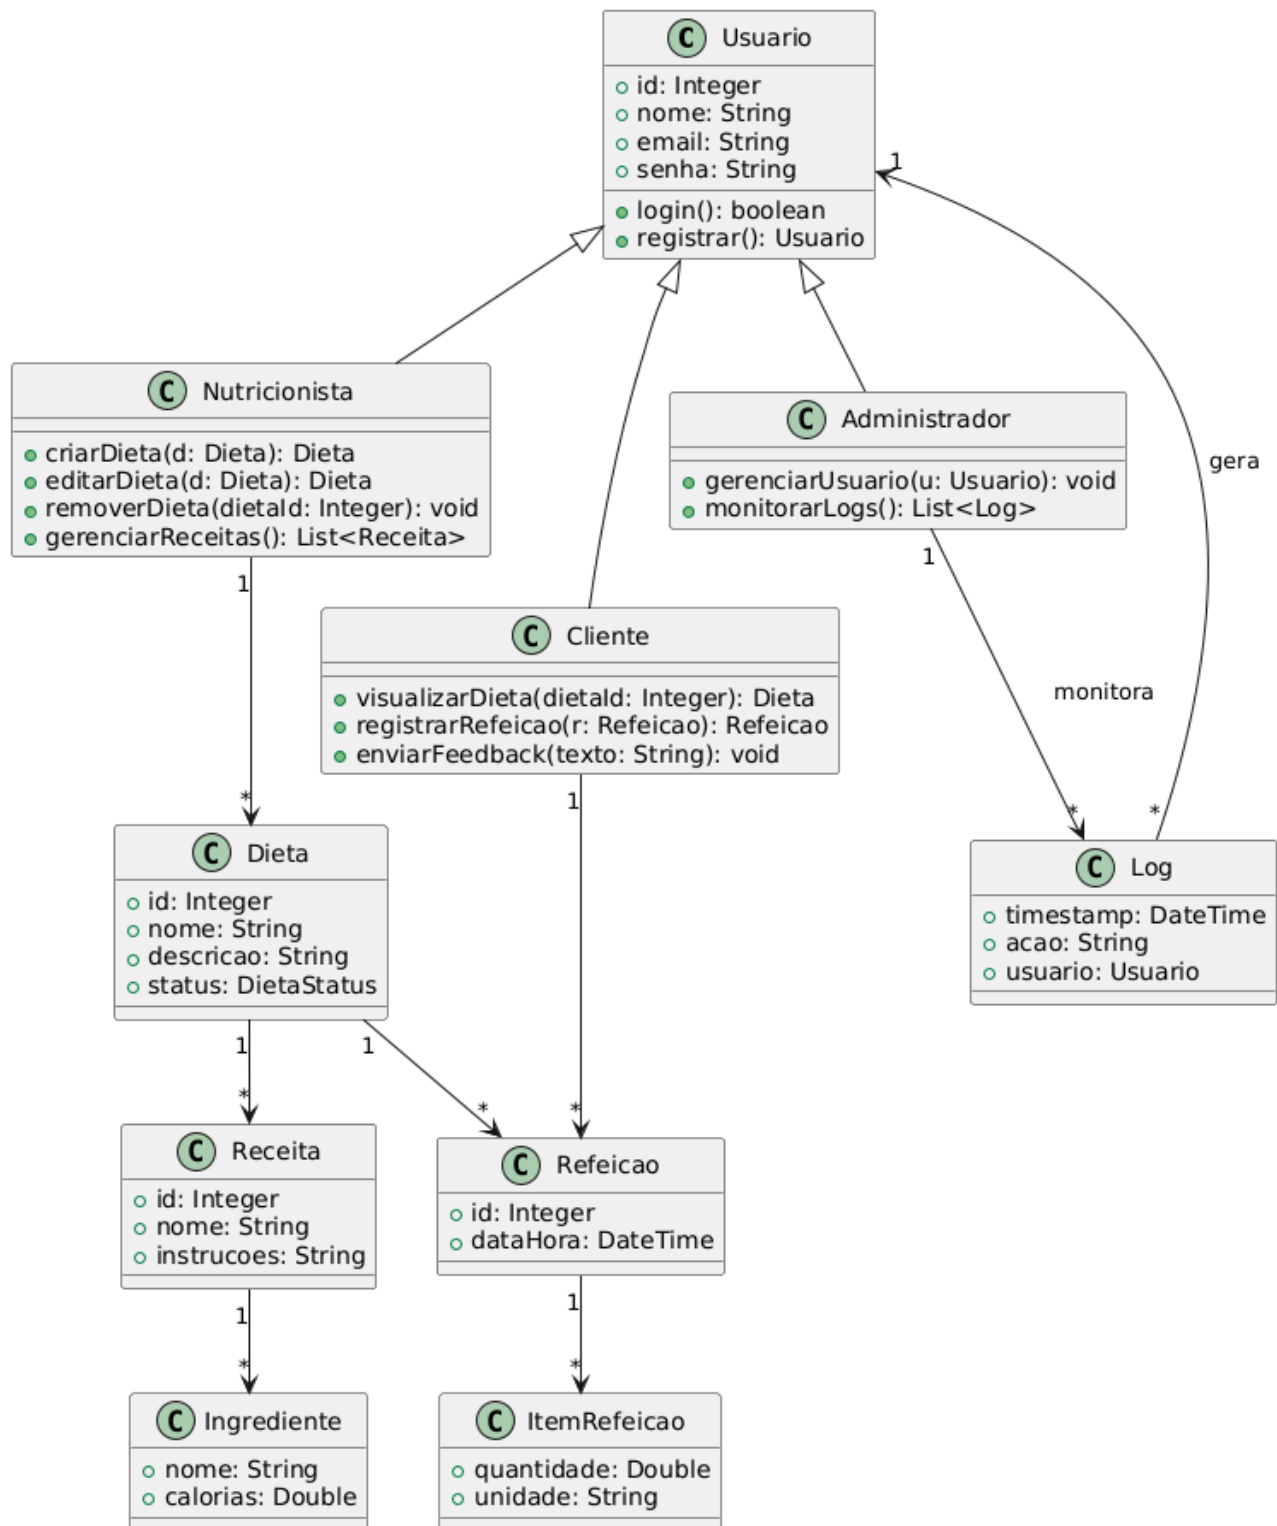 C Usuario
id: Integer
nome: String
email: String
senha: String
login(): boolean
registrar(): Usuario
1
C Nutricionista
criarDieta(d: Dieta): Dieta
editarDieta(d: Dieta): Dieta
removerDieta(dietaId: Integer): void
gerenciarReceitas(): List<Receita>
C Administrador
gerenciarUsuario(u: Usuario): void
monitorarLogs(): List<Log>
gera
1
1
C Cliente
visualizarDieta(dietaId: Integer): Dieta
registrarRefeicao(r: Refeicao): Refeicao
enviarFeedback(texto: String): void
monitora
*
1
*
*
C Dieta
id: Integer
nome: String
descricao: String
status: DietaStatus
C Log
timestamp: DateTime
acao: String
usuario: Usuario
1
1
*
*
*
C Receita
id: Integer
nome: String
instrucoes: String
C Refeicao
id: Integer
dataHora: DateTime
1
1
*
*
C Ingrediente
nome: String
calorias: Double
C ItemRefeicao
quantidade: Double
unidade: String